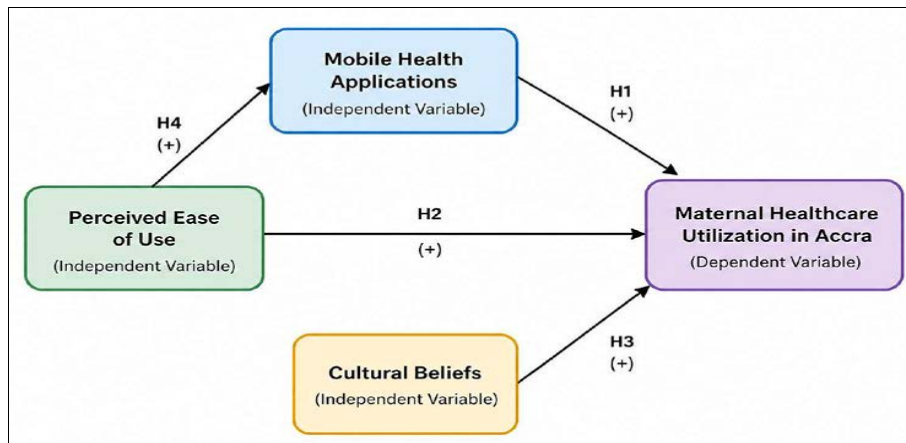 Mobile Health
Applications
(Independent Variable)
H1
(+)
H4
(+)
Perceived Ease
of Use
(Independent Variable)
H2
(+)
Maternal Healthcare
Utilization in Accra
(Dependent Variable)
H3
(+)
Cultural Beliefs
(Independent Variable)